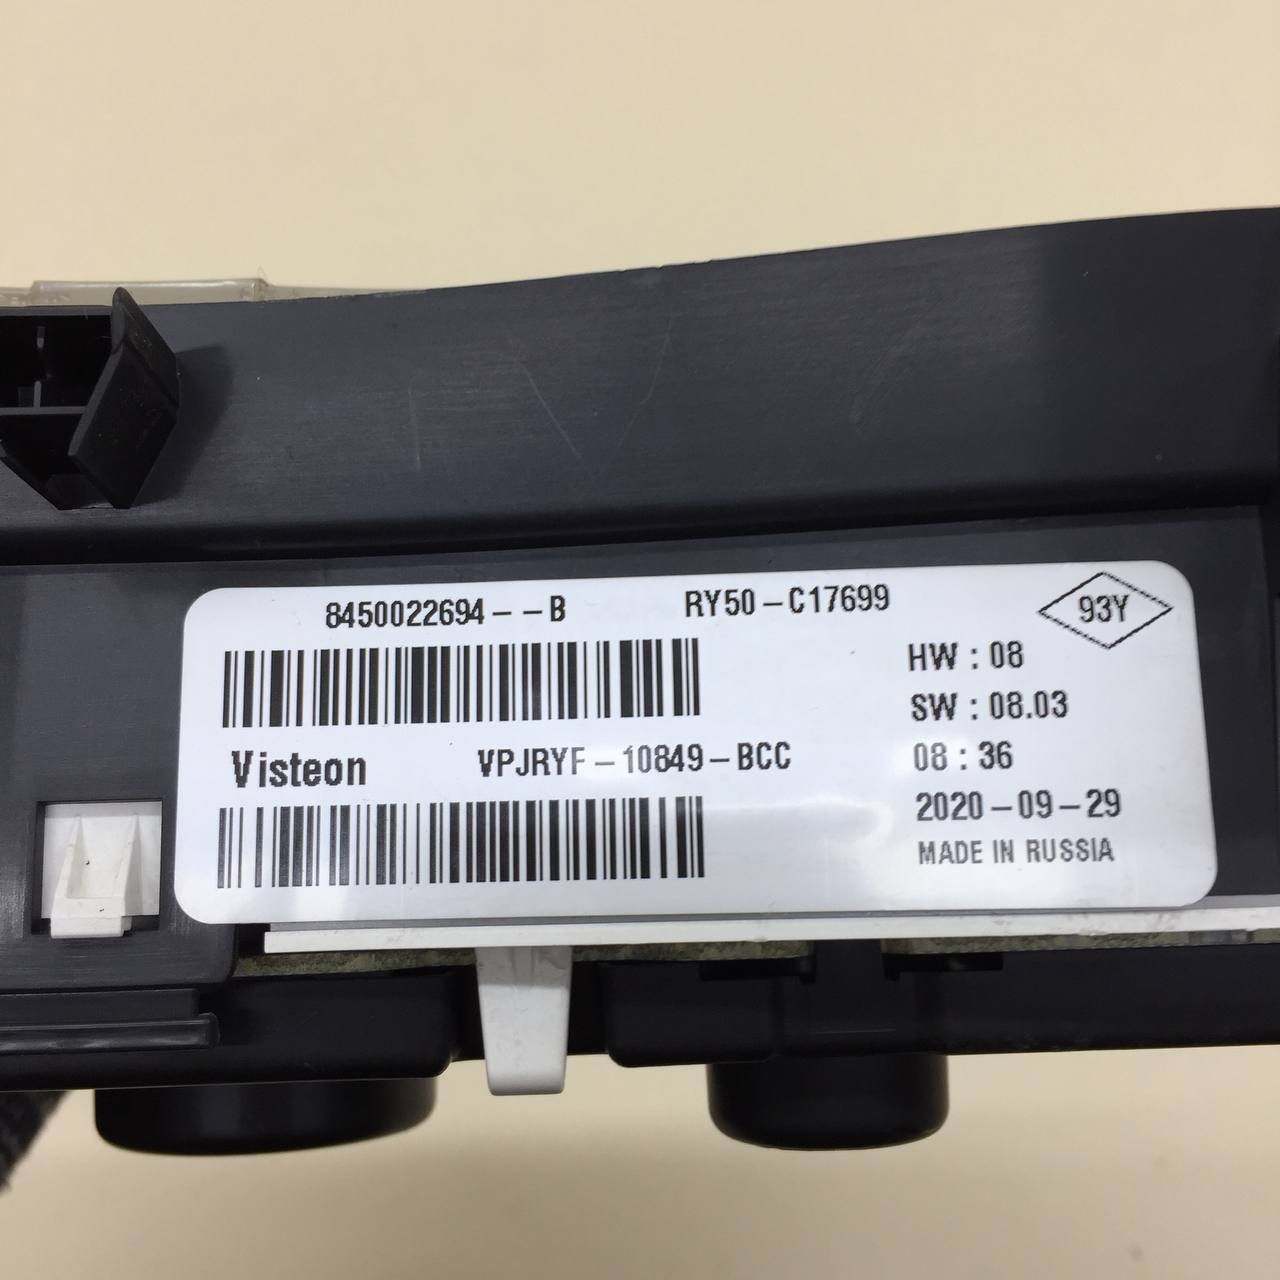 8450022694--B RY50-C17699 93Y
HW : 08
SW : 08.03
Visteon VPJRYF-10849-BCC 08 : 36
2020-09-29
MADE IN RUSSIA